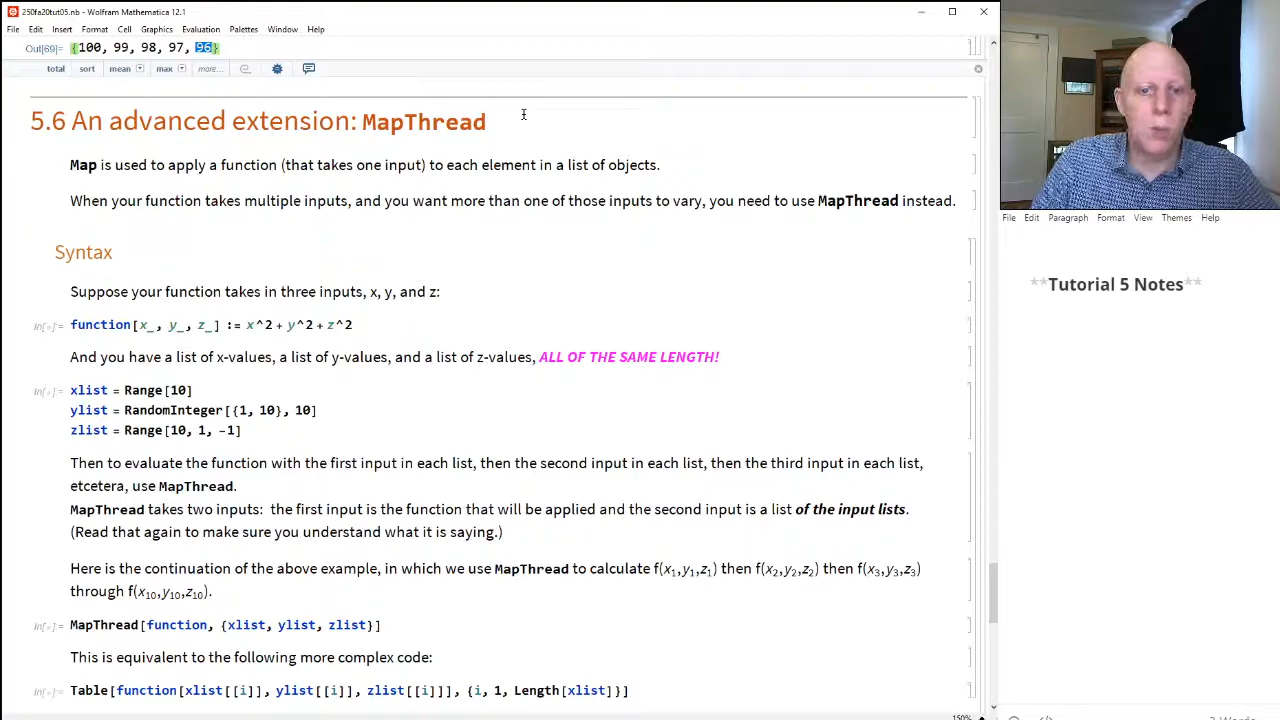 250fa20tut05.nb - Wolfram Mathematica 12.1
File Edit Insert Format Cell Graphics Evaluation Palettes Window Help
Out[69]= {100, 99, 98, 97, 96}
total sort mean max more...
5.6 An advanced extension: MapThread
Map is used to apply a function (that takes one input) to each element in a list of objects.
When your function takes multiple inputs, and you want more than one of those inputs to vary, you need to use MapThread instead.
Syntax
Suppose your function takes in three inputs, x, y, and z:
In[ ]:= function[x_, y_, z_] := x^2 + y^2 + z^2
And you have a list of x-values, a list of y-values, and a list of z-values, ALL OF THE SAME LENGTH!
In[ ]:= xlist = Range[10]
ylist = RandomInteger[{1, 10}, 10]
zlist = Range[10, 1, -1]
Then to evaluate the function with the first input in each list, then the second input in each list, then the third input in each list,
etcetera, use MapThread.
MapThread takes two inputs: the first input is the function that will be applied and the second input is a list of the input lists.
(Read that again to make sure you understand what it is saying.)
Here is the continuation of the above example, in which we use MapThread to calculate f(x1,y1,z1) then f(x2,y2,z2) then f(x3,y3,z3)
through f(x10,y10,z10).
In[ ]:= MapThread[function, {xlist, ylist, zlist}]
This is equivalent to the following more complex code:
In[ ]:= Table[function[xlist[[i]], ylist[[i]], zlist[[i]]], {i, 1, Length[xlist]}]
150%
File Edit Paragraph Format View Themes Help
**Tutorial 5 Notes**